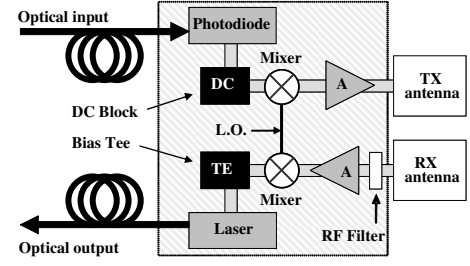 Optical input
Photodiode
Mixer
DC
A
TX
antenna
DC Block
L.O.
Bias Tee
TE
A
RX
antenna
Mixer
Laser
RF Filter
Optical output